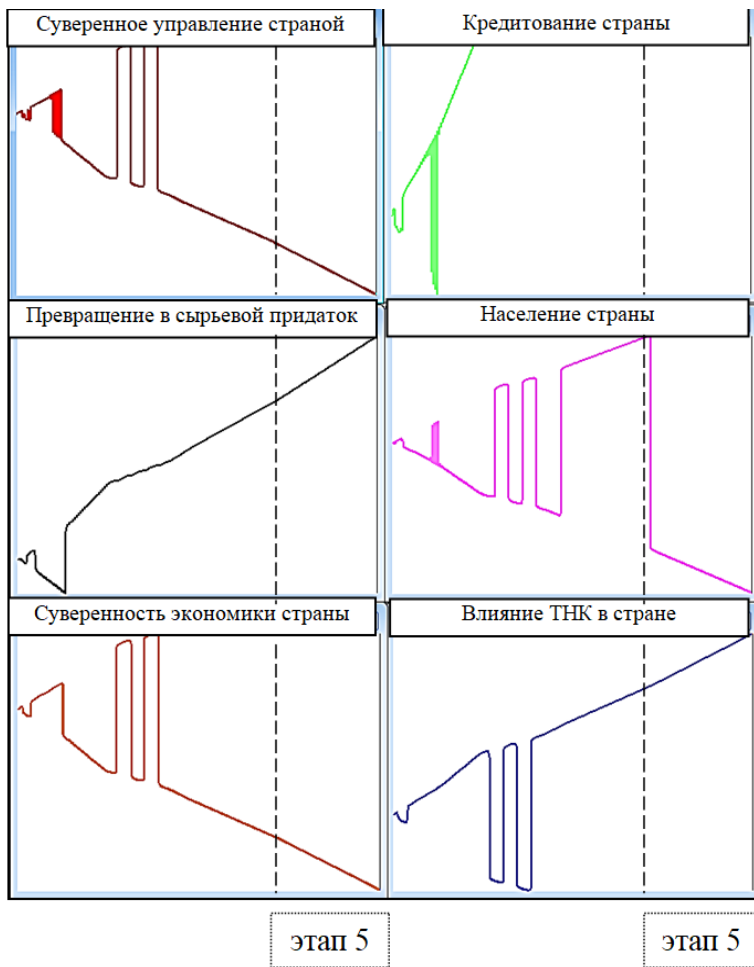 Суверенное управление страной
Кредитование страны
Превращение в сырьевой придаток
Население страны
Суверенность экономики страны
Влияние ТНК в стране
этап 5
этап 5